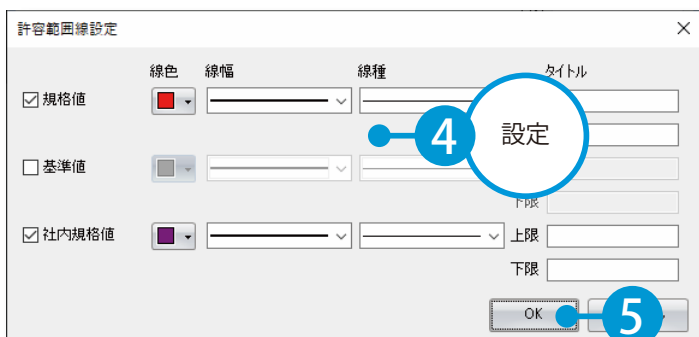 許容範囲線設定
線色 線幅 線種 タイトル
規格値
4 設定
基準値
下限
社内規格値 上限
下限
OK 5